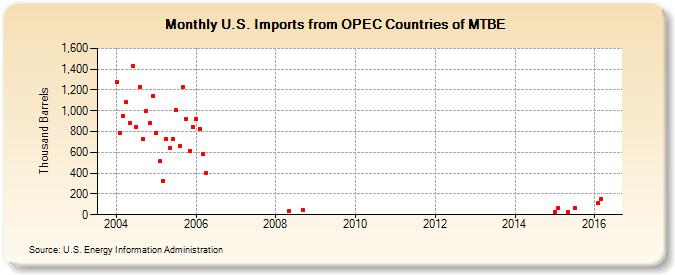 Monthly U.S. Imports from OPEC Countries of MTBE
Thousand Barrels
1,600
1,400
1,200
1,000
800
600
400
200
0
2004 2006 2008 2010 2012 2014 2016
Source: U.S. Energy Information Administration